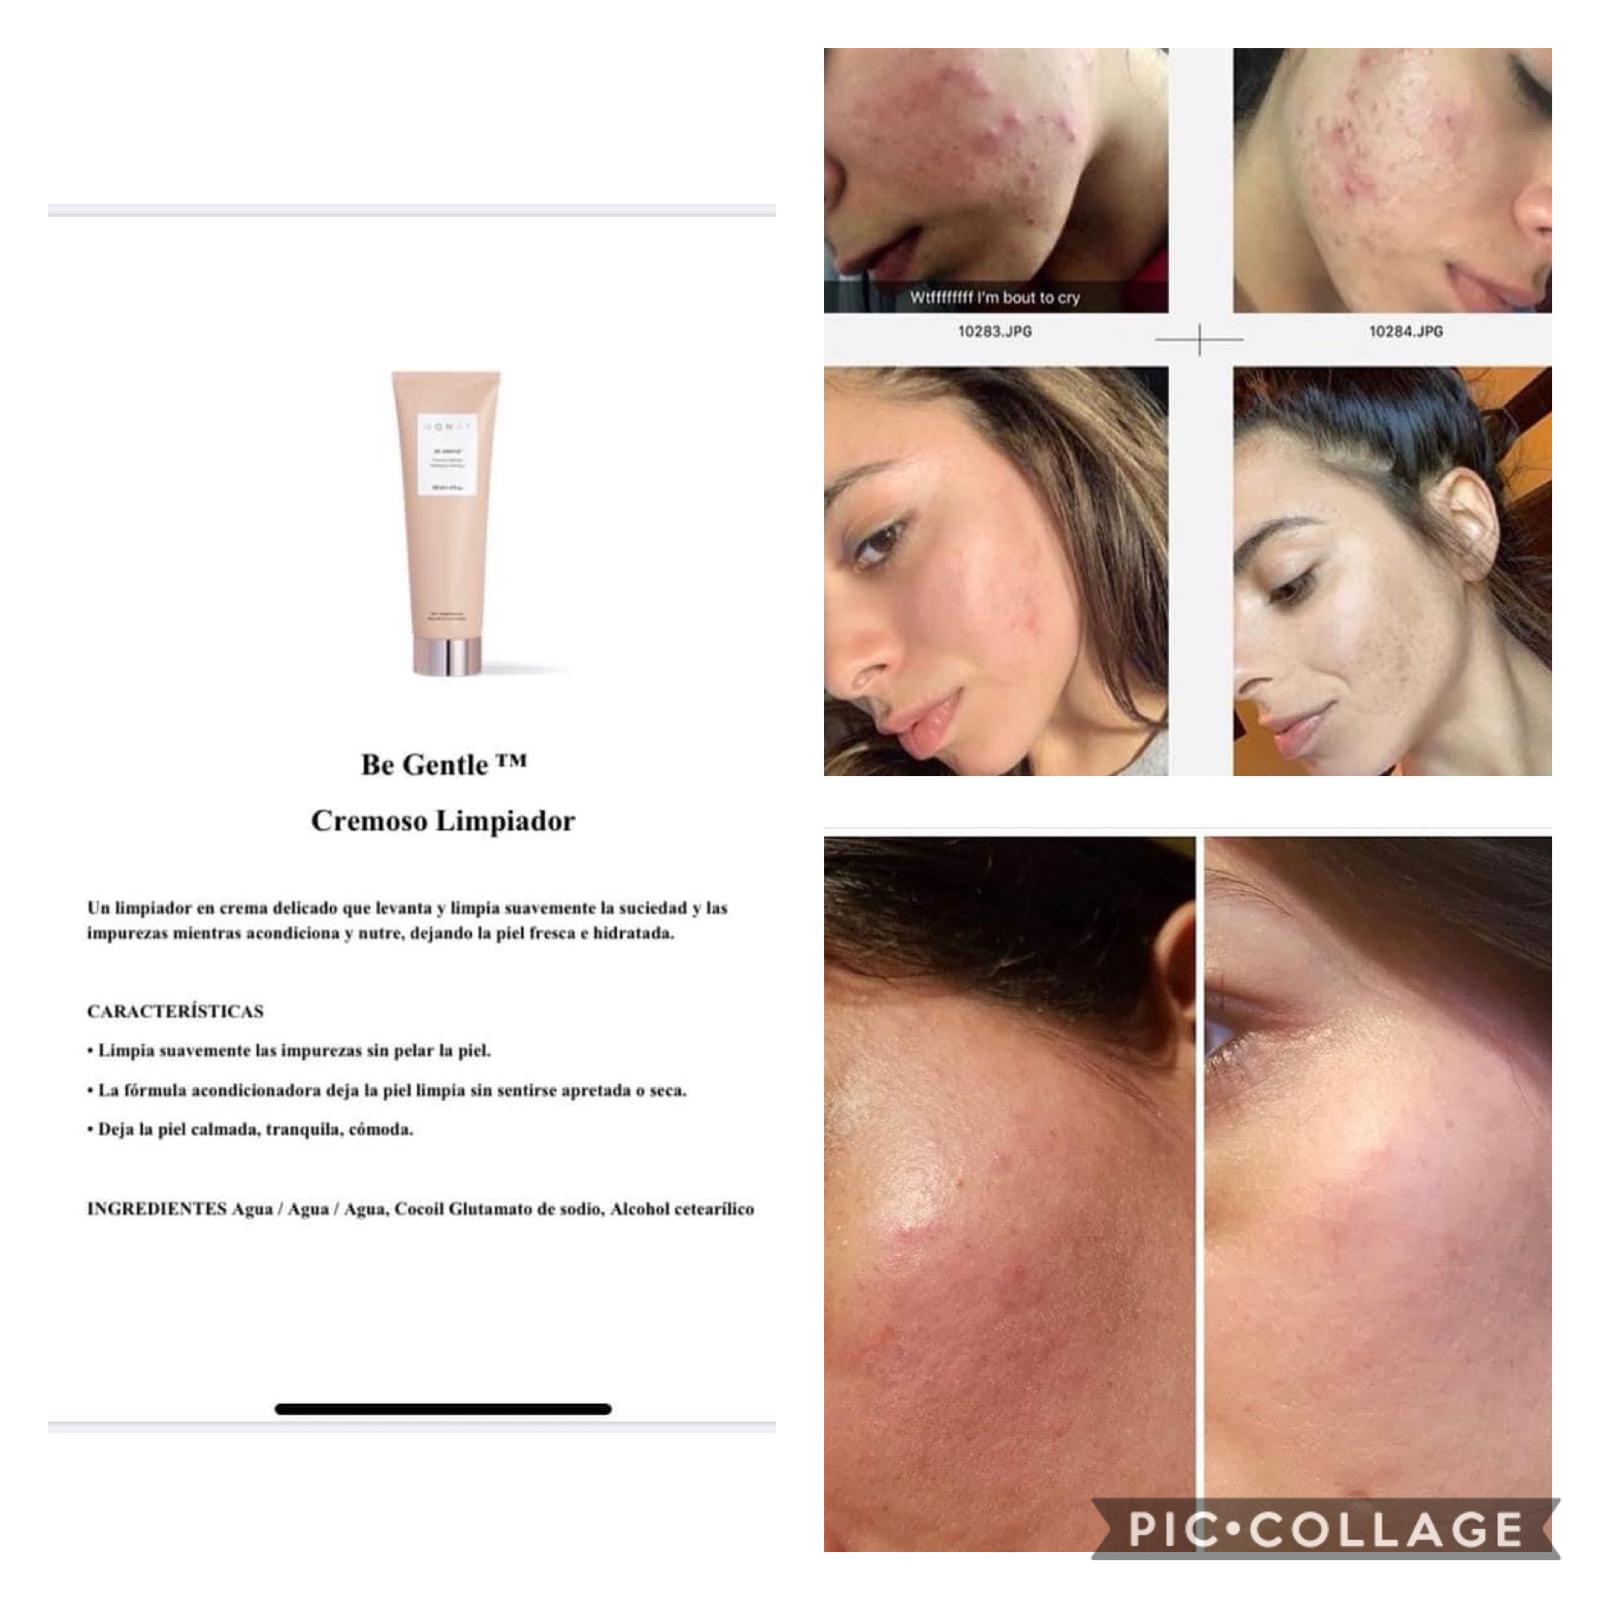 BE GENTLE™
Be Gentle ™
Cremoso Limpiador
Un limpiador en crema delicado que levanta y limpia suavemente la suciedad y las
impurezas mientras acondiciona y nutre, dejando la piel fresca e hidratada.
CARACTERÍSTICAS
• Limpia suavemente las impurezas sin pelar la piel.
• La fórmula acondicionadora deja la piel limpia sin sentirse apretada o seca.
• Deja la piel calmada, tranquila, cómoda.
INGREDIENTES Agua / Agua / Agua, Cocoil Glutamato de sodio, Alcohol cetearílico
Wtffffffff I'm bout to cry
10283.JPG
10284.JPG
PIC•COLLAGE